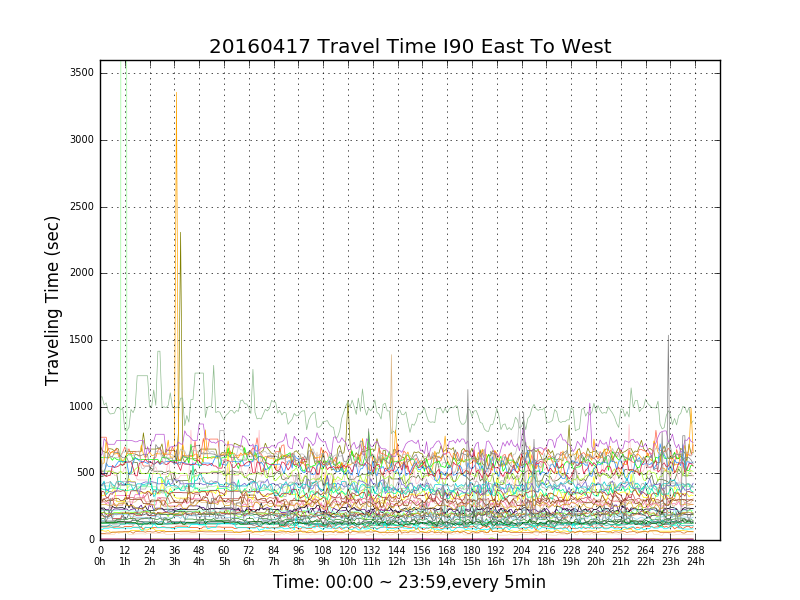 20160417 Travel Time I90 East To West
Traveling Time (sec)
3500
3000
2500
2000
1500
1000
500
0
0 12 24 36 48 60 72 84 96 108 120 132 144 156 168 180 192 204 216 228 240 252 264 276 288
0h 1h 2h 3h 4h 5h 6h 7h 8h 9h 10h 11h 12h 13h 14h 15h 16h 17h 18h 19h 20h 21h 22h 23h 24h
Time: 00:00 ~ 23:59,every 5min